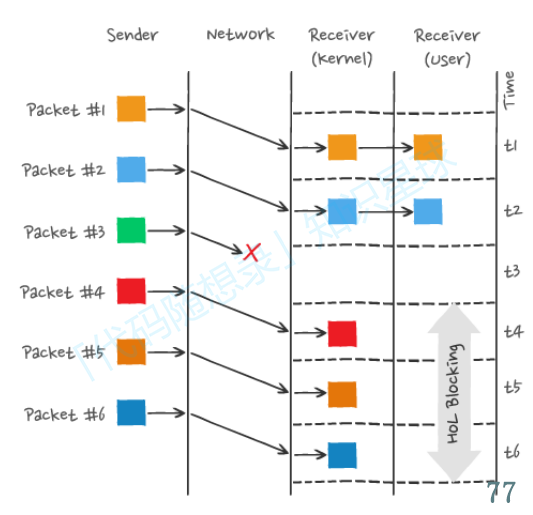 Sender
Network
Receiver
(kernel)
Receiver
(user)
Time
Packet #1
t1
Packet #2
t2
Packet #3
t3
Packet #4
t4
Packet #5
t5
Packet #6
t6
HoL Blocking
「代码随想录」知识星球
77